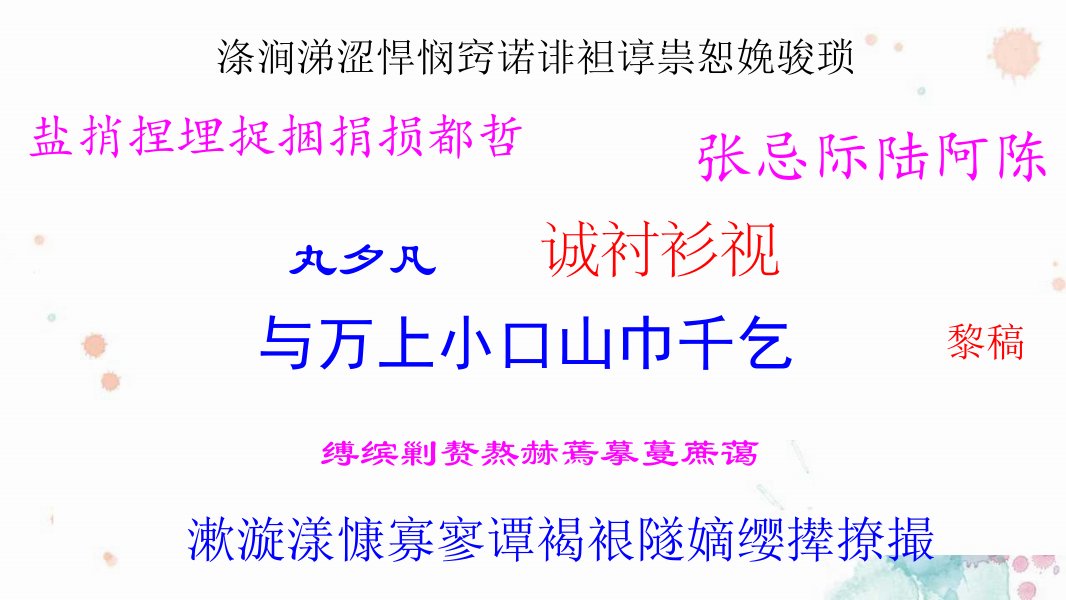 涤涧涕涩悍悯窍诺诽袒谆祟恕娩骏琐
盐捎捏埋捉捆捐损都哲
张忌际陆阿陈
丸夕凡
诚衬衫视
与万上小口山巾千乞
黎稿
缚缤剿赘熬赫蔫摹蔓蔗蔼
漱漩漾慷寡寥谭褐褪隧嫡缨撵撩撮